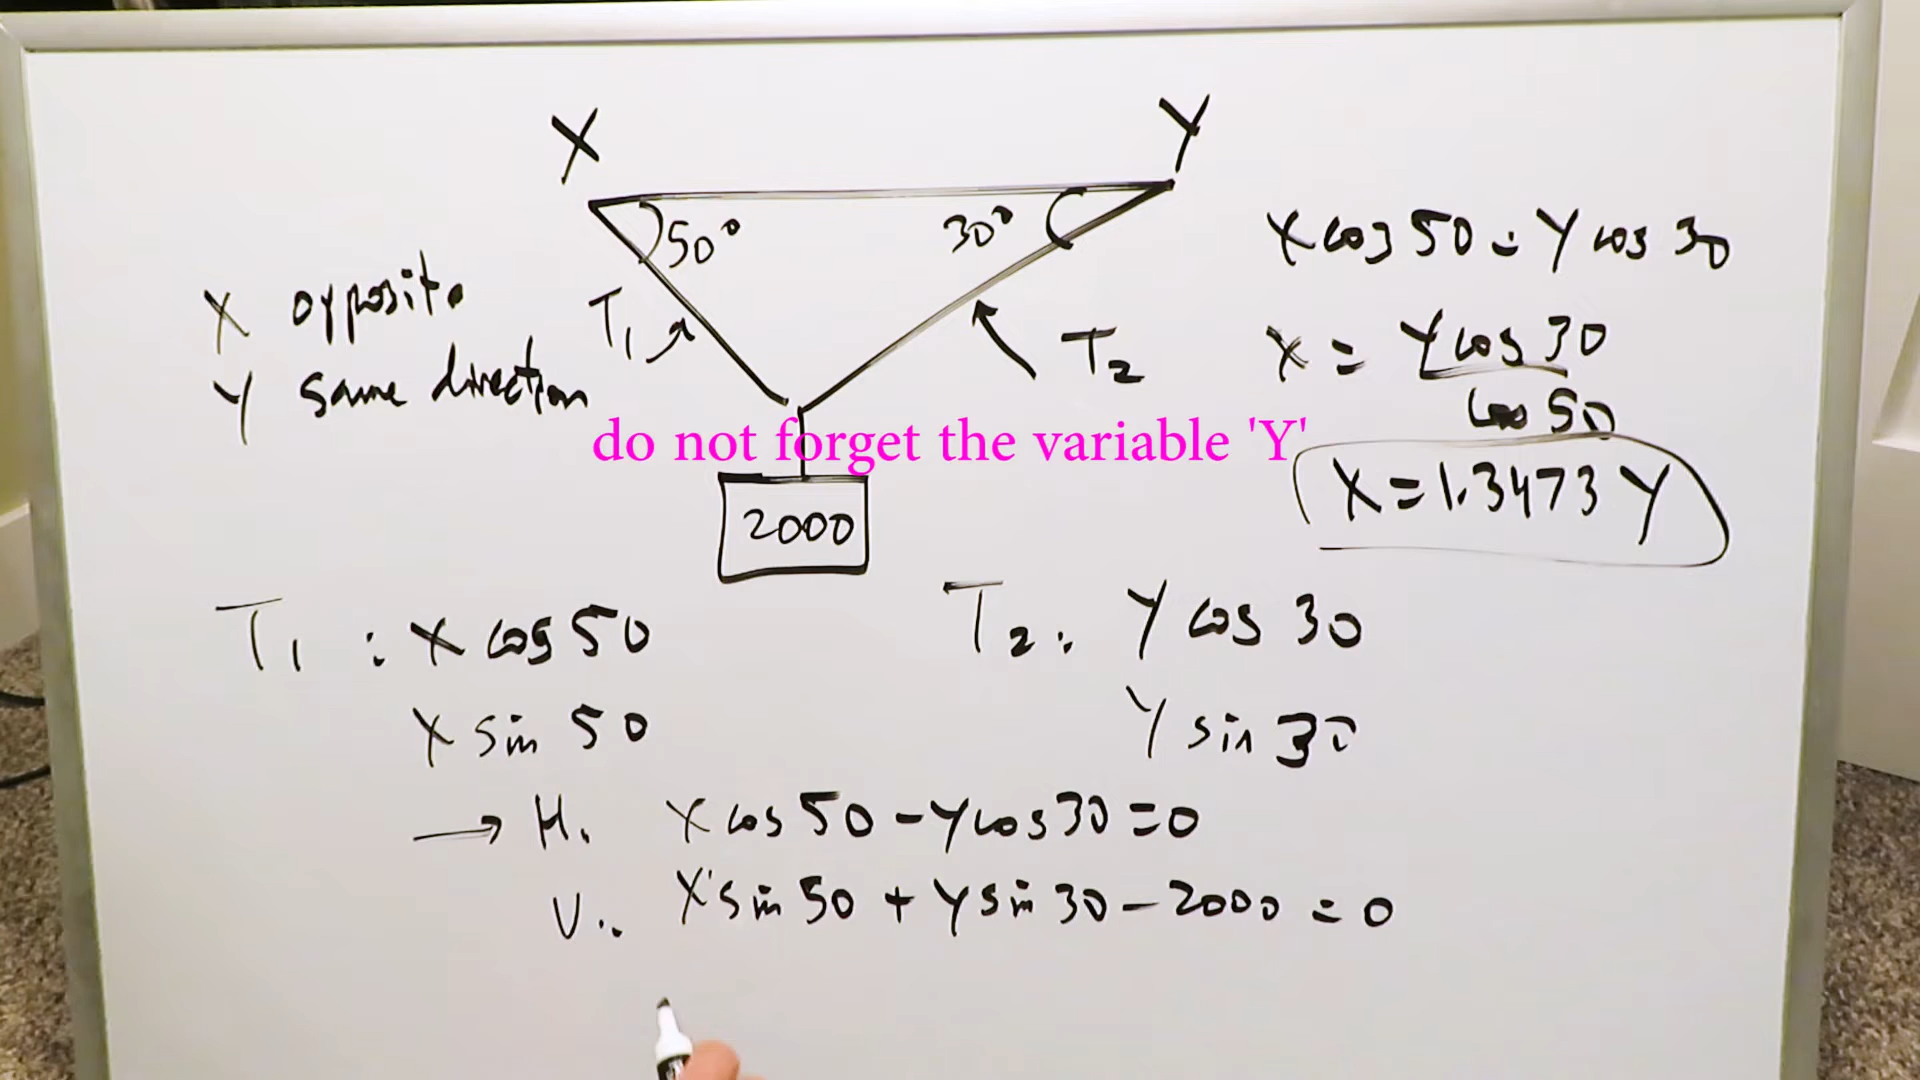 X
Y
50°
30°
X cos 50 = Y cos 30
X opposite
T1
T2
X = Y cos 30
cos 50
Y same direction
do not forget the variable 'Y'
X = 1.3473 Y
2000
T1 : X cos 50
T2 : Y cos 30
X sin 50
Y sin 30
→ H. X cos 50 - Y cos 30 = 0
V.. X sin 50 + Y sin 30 - 2000 = 0